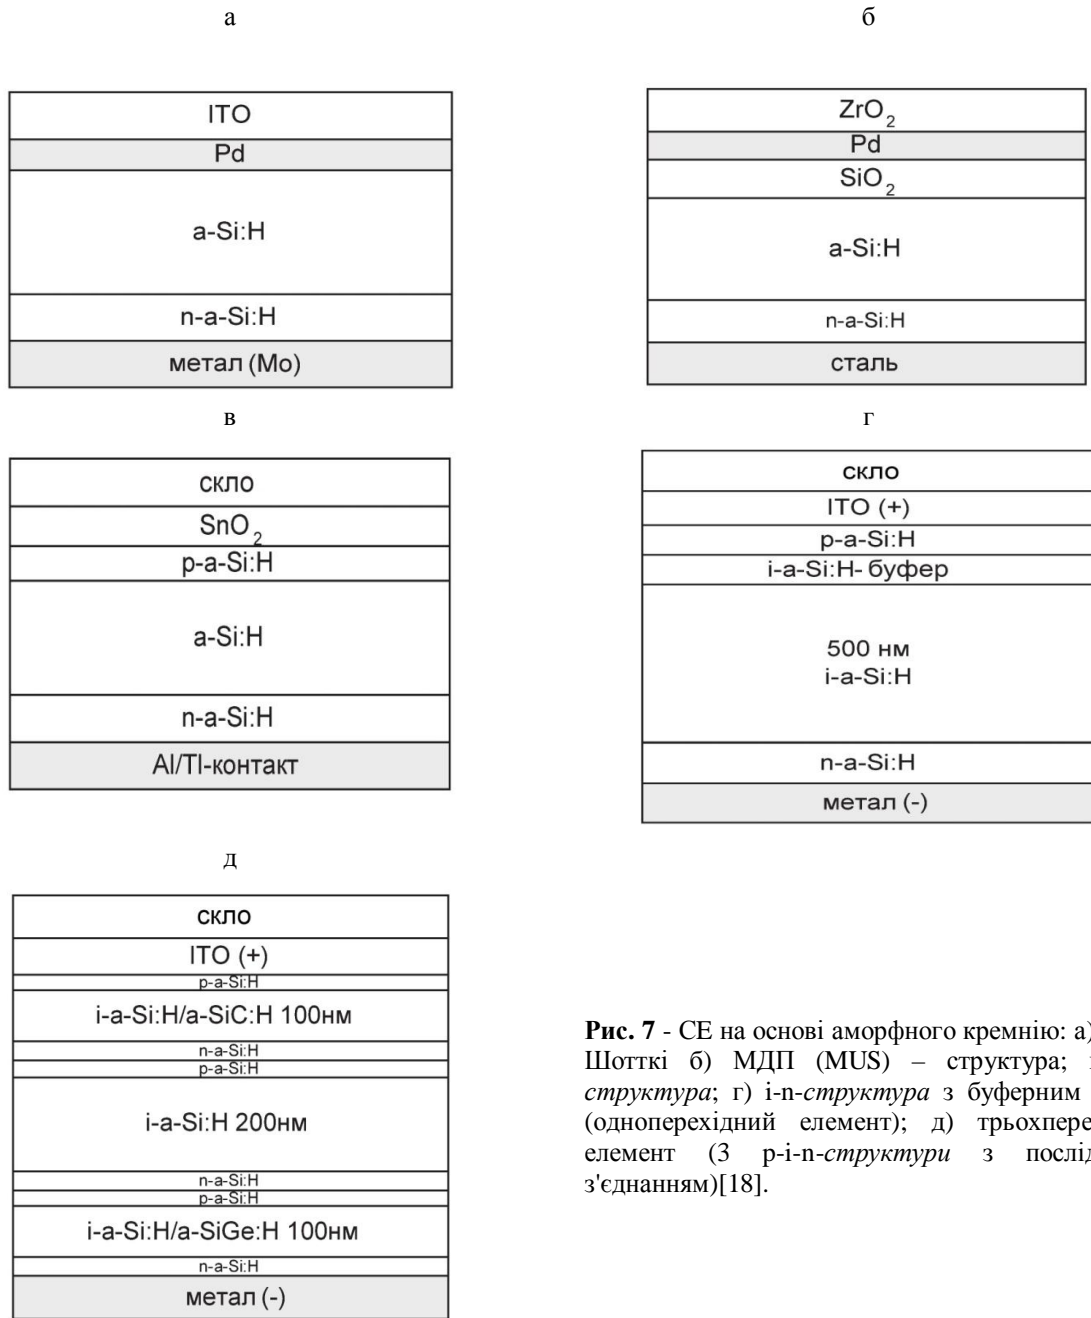 а
ITO
Pd
a-Si:H
n-a-Si:H
метал (Mo)
б
ZrO2
Pd
SiO2
a-Si:H
n-a-Si:H
сталь
в
скло
SnO2
p-a-Si:H
a-Si:H
n-a-Si:H
Al/Tl-контакт
г
скло
ITO (+)
p-a-Si:H
i-a-Si:H- буфер
500 нм
i-a-Si:H
n-a-Si:H
метал (-)
д
скло
ITO (+)
p-a-Si:H
i-a-Si:H/a-SiC:H 100нм
n-a-Si:H
p-a-Si:H
i-a-Si:H 200нм
n-a-Si:H
p-a-Si:H
i-a-Si:H/a-SiGe:H 100нм
n-a-Si:H
метал (-)
Рис. 7 - СЕ на основі аморфного кремнію: а)
Шотткі б) МДП (MUS) – структура;
структура; г) i-n-структура з буферним
(одноперехідний елемент); д) трьохпере
елемент (3 p-i-n-структури з послід
з'єднанням)[18].